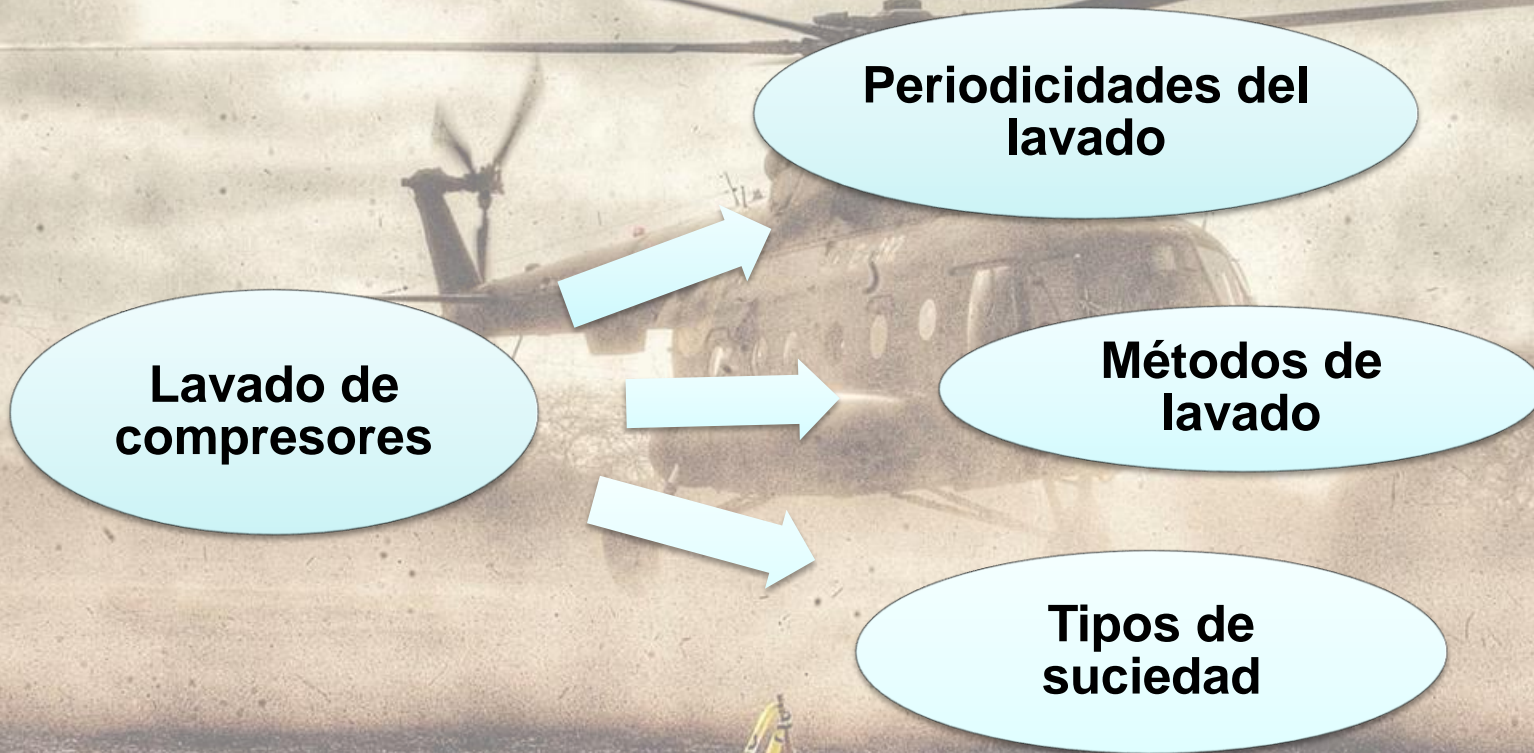 Periodicidades del
lavado
Lavado de
compresores
Métodos de
lavado
Tipos de
suciedad